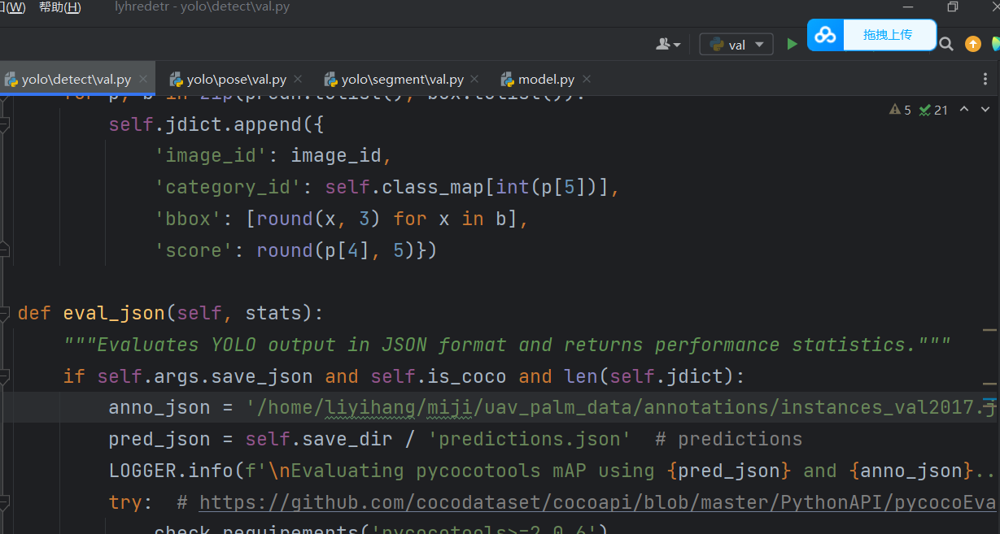 (W) 帮助(H) lyhredetr - yolo\detect\val.py
val
拖拽上传
yolo\detect\val.py yolo\pose\val.py yolo\segment\val.py model.py
for p, b in zip(predn.tolist(), box.tolist()):
5 21
self.jdict.append({
'image_id': image_id,
'category_id': self.class_map[int(p[5])],
'bbox': [round(x, 3) for x in b],
'score': round(p[4], 5)})
def eval_json(self, stats):
"""Evaluates YOLO output in JSON format and returns performance statistics."""
if self.args.save_json and self.is_coco and len(self.jdict):
anno_json = '/home/liyihang/miji/uav_palm_data/annotations/instances_val2017.j
pred_json = self.save_dir / 'predictions.json' # predictions
LOGGER.info(f'\nEvaluating pycocotools mAP using {pred_json} and {anno_json}..
try: # https://github.com/cocodataset/cocoapi/blob/master/PythonAPI/pycocoEva
check_requirements('pycocotools>=2.0.6')